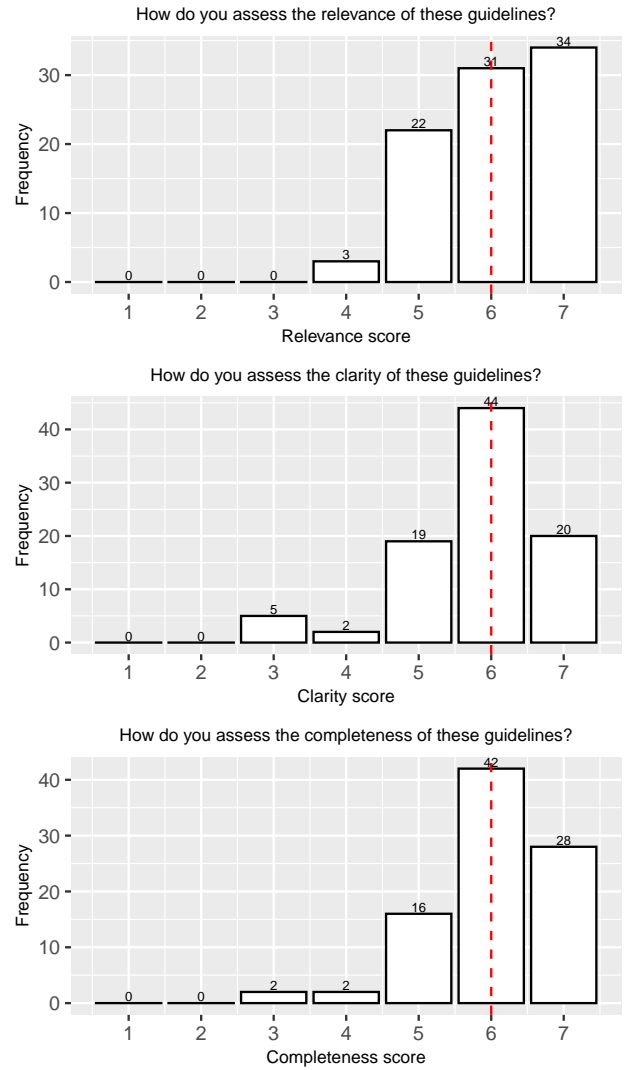 How do you assess the relevance of these guidelines?
34
31
30
22
20
10
3
0 0 0
0
Frequency
1 2 3 4 5 6 7
Relevance score
How do you assess the clarity of these guidelines?
44
40
30
20
19
20
10
5
2
0 0
0
Frequency
1 2 3 4 5 6 7
Clarity score
How do you assess the completeness of these guidelines?
42
40
30
28
20
16
10
2 2
0 0
0
Frequency
1 2 3 4 5 6 7
Completeness score